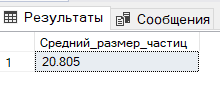 Результаты Сообщения
Средний_размер_частиц
1 20.805